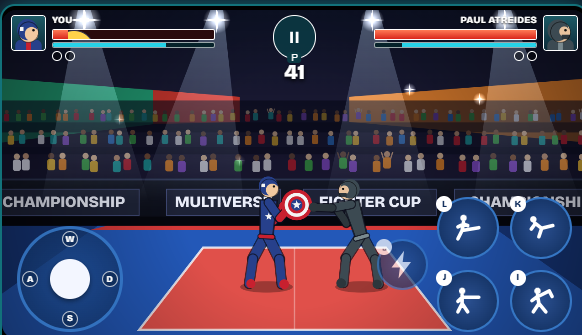 YOU
PAUL ATREIDES
P
41
CHAMPIONSHIP
MULTIVERS
FIGHTER CUP
CHAMPIONSHI
L
K
W
A
D
S
J
I